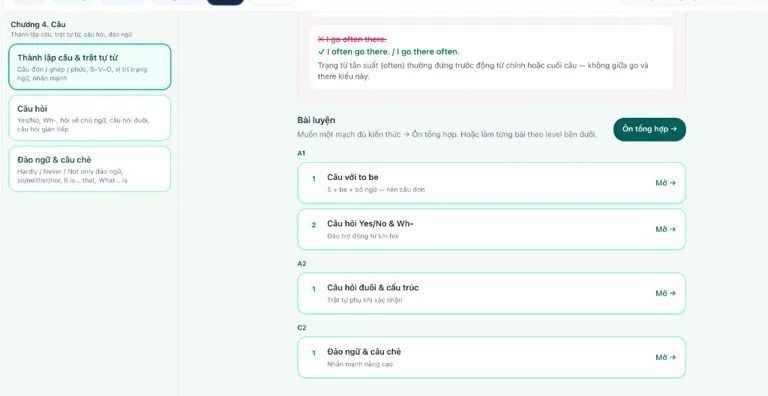 Chương 4. Câu
Thành lập câu, trật tự từ, câu hỏi, đảo ngữ
Thành lập câu & trật tự từ
Câu đơn / ghép / phức, S–V–O, vị trí trạng
ngữ, nhấn mạnh
Câu hỏi
Yes/No, Wh-, hỏi về chủ ngữ, câu hỏi đuôi,
câu hỏi gián tiếp
Đảo ngữ & câu chẻ
Hardly / Never / Not only đảo ngữ,
so/neither/nor, It is... that, What... is
✕ I go often there.
✓ I often go there. / I go there often.
Trạng từ tần suất (often) thường đứng trước động từ chính hoặc cuối câu — không giữa go và
there kiểu này.
Bài luyện
Muốn một mạch đủ kiến thức → Ôn tổng hợp. Hoặc làm từng bài theo level bên dưới.
Ôn tổng hợp →
A1
1 Câu với to be Mở →
S + be + bổ ngữ — nền câu đơn
2 Câu hỏi Yes/No & Wh- Mở →
Đảo trợ động từ khi hỏi
A2
1 Câu hỏi đuôi & cấu trúc Mở →
Trật tự phụ khi xác nhận
C2
1 Đảo ngữ & câu chẻ Mở →
Nhấn mạnh nâng cao